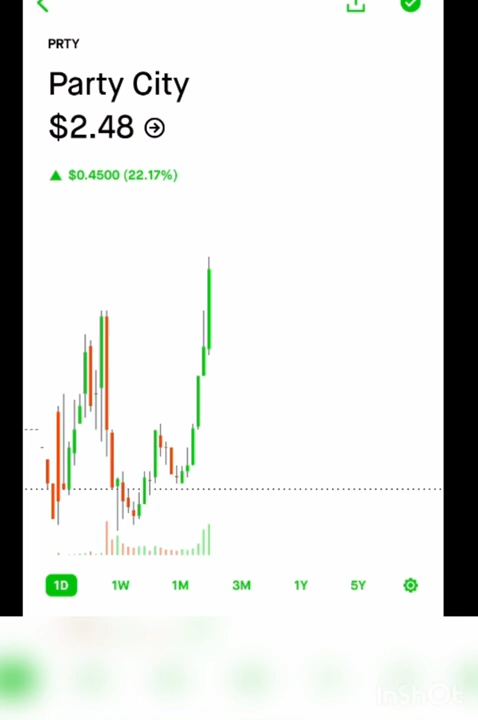 PRTY
Party City
$2.48
$0.4500 (22.17%)
1D 1W 1M 3M 1Y 5Y
InShOt